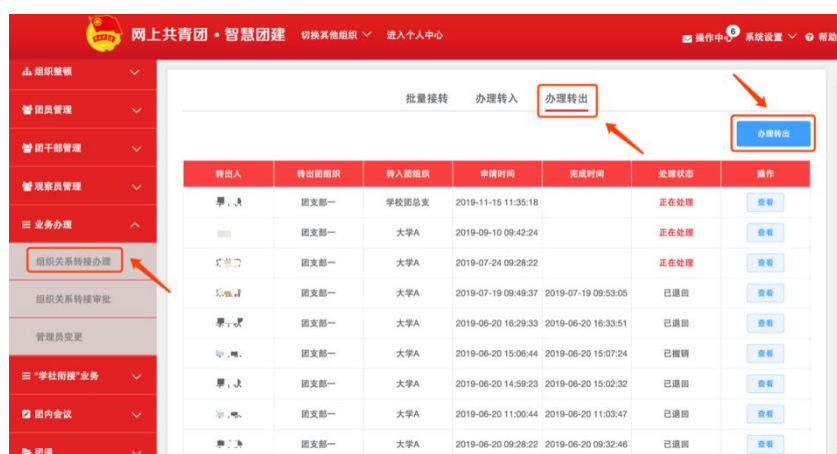 网上共青团·智慧团建 切换其他组织 进入个人中心 操作中心 6 系统设置 帮助
组织整顿
团员管理
团干部管理
观察员管理
业务办理
组织关系转接办理
组织关系转接审批
管理员变更
"学社衔接"业务
团内会议
团课
批量接转 办理转入 办理转出
办理转出
转出人 转出团组织 转入团组织 申请时间 完成时间 处理状态 操作
团支部一 学校团总支 2019-11-15 11:35:18 正在处理 查看
团支部一 大学A 2019-09-10 09:42:24 正在处理 查看
团支部一 大学A 2019-07-24 09:28:22 正在处理 查看
团支部一 大学A 2019-07-19 09:49:37 2019-07-19 09:53:05 已退回 查看
团支部一 大学A 2019-06-20 16:29:33 2019-06-20 16:33:51 已退回 查看
团支部一 大学A 2019-06-20 15:06:44 2019-06-20 15:07:24 已撤销 查看
团支部一 大学A 2019-06-20 14:59:23 2019-06-20 15:02:32 已退回 查看
团支部一 大学A 2019-06-20 11:00:44 2019-06-20 11:03:47 已退回 查看
团支部一 大学A 2019-06-20 09:28:22 2019-06-20 09:32:46 已退回 查看